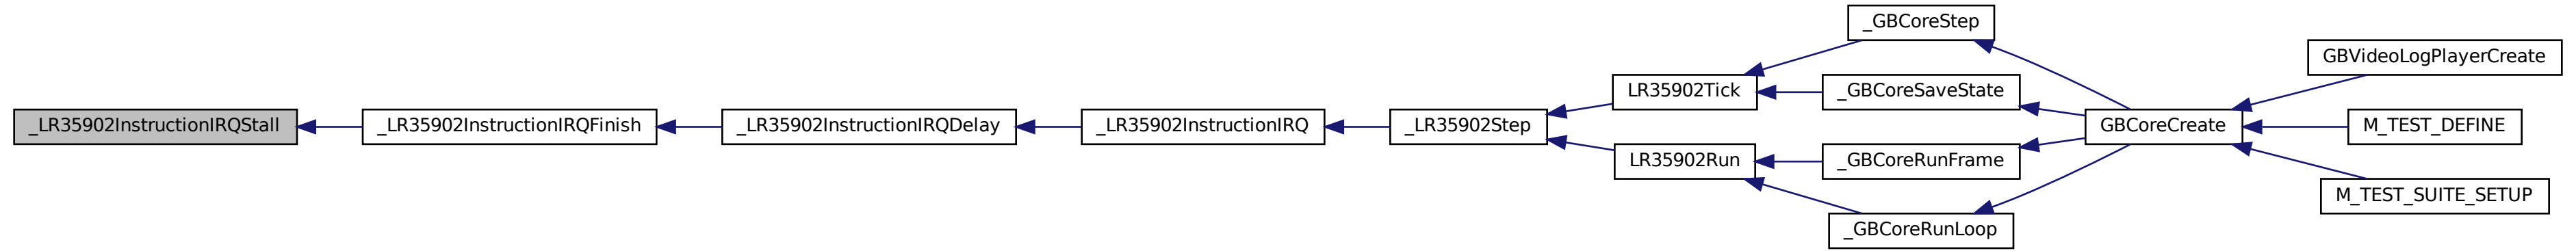 _LR35902InstructionIRQStall
_LR35902InstructionIRQFinish
_LR35902InstructionIRQDelay
_LR35902InstructionIRQ
_LR35902Step
LR35902Tick
LR35902Run
_GBCoreStep
_GBCoreSaveState
_GBCoreRunFrame
_GBCoreRunLoop
GBCoreCreate
GBVideoLogPlayerCreate
M_TEST_DEFINE
M_TEST_SUITE_SETUP